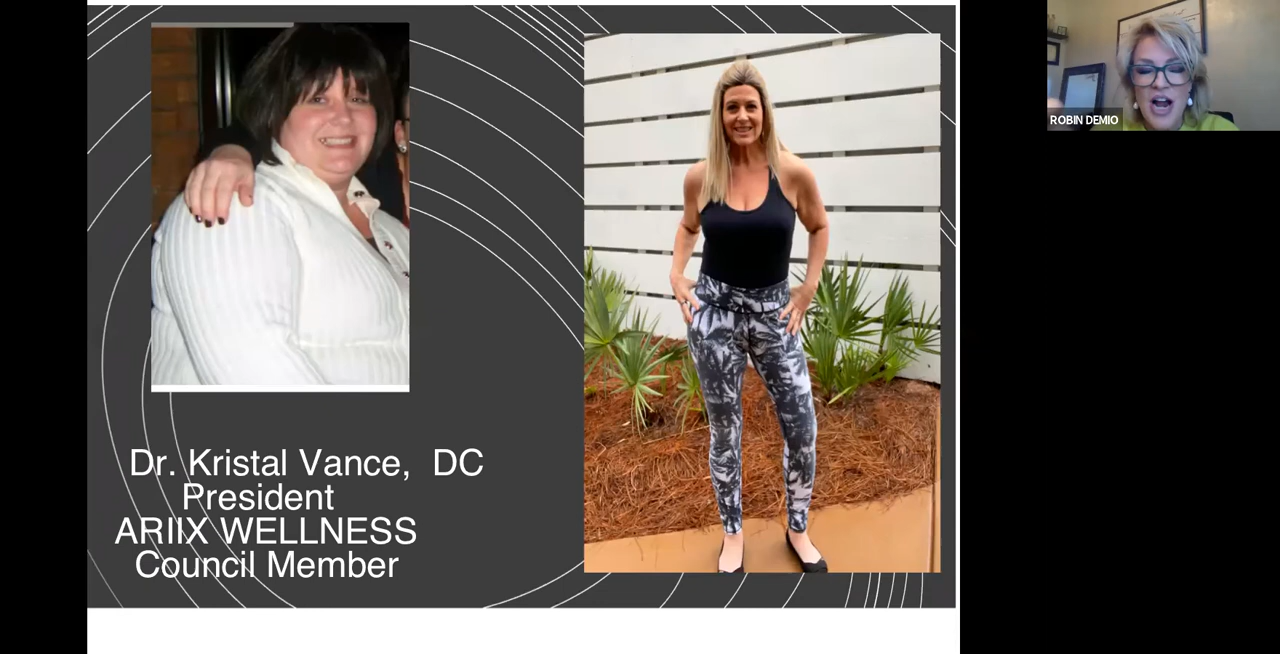 Dr. Kristal Vance, DC
President
ARIIX WELLNESS
Council Member
ROBIN DEMIO